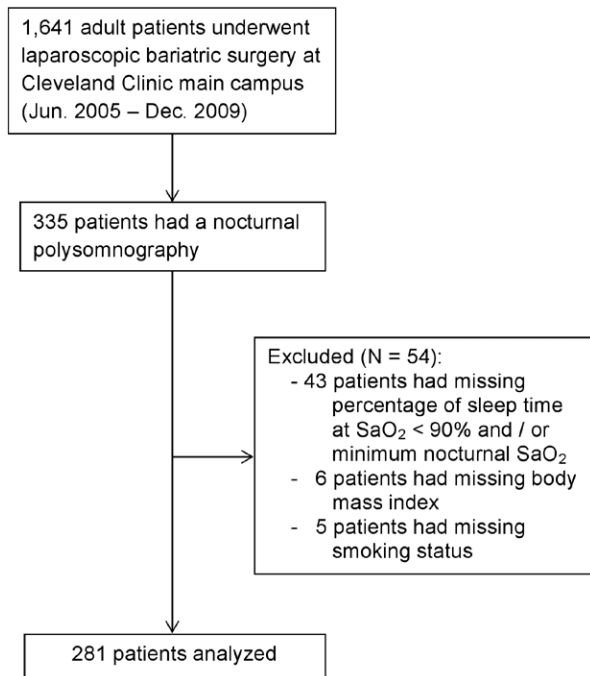 1,641 adult patients underwent
laparoscopic bariatric surgery at
Cleveland Clinic main campus
(Jun. 2005 – Dec. 2009)
335 patients had a nocturnal
polysomnography
Excluded (N = 54):
- 43 patients had missing
percentage of sleep time
at SaO₂ < 90% and / or
minimum nocturnal SaO₂
- 6 patients had missing body
mass index
- 5 patients had missing
smoking status
281 patients analyzed